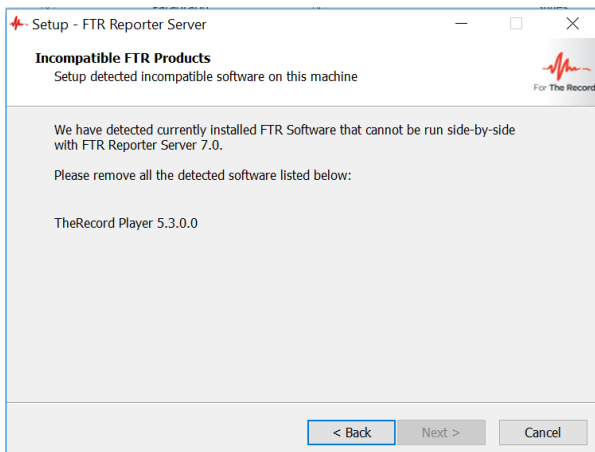 Setup - FTR Reporter Server
Incompatible FTR Products
Setup detected incompatible software on this machine
For The Record
We have detected currently installed FTR Software that cannot be run side-by-side
with FTR Reporter Server 7.0.
Please remove all the detected software listed below:
TheRecord Player 5.3.0.0
< Back
Next >
Cancel